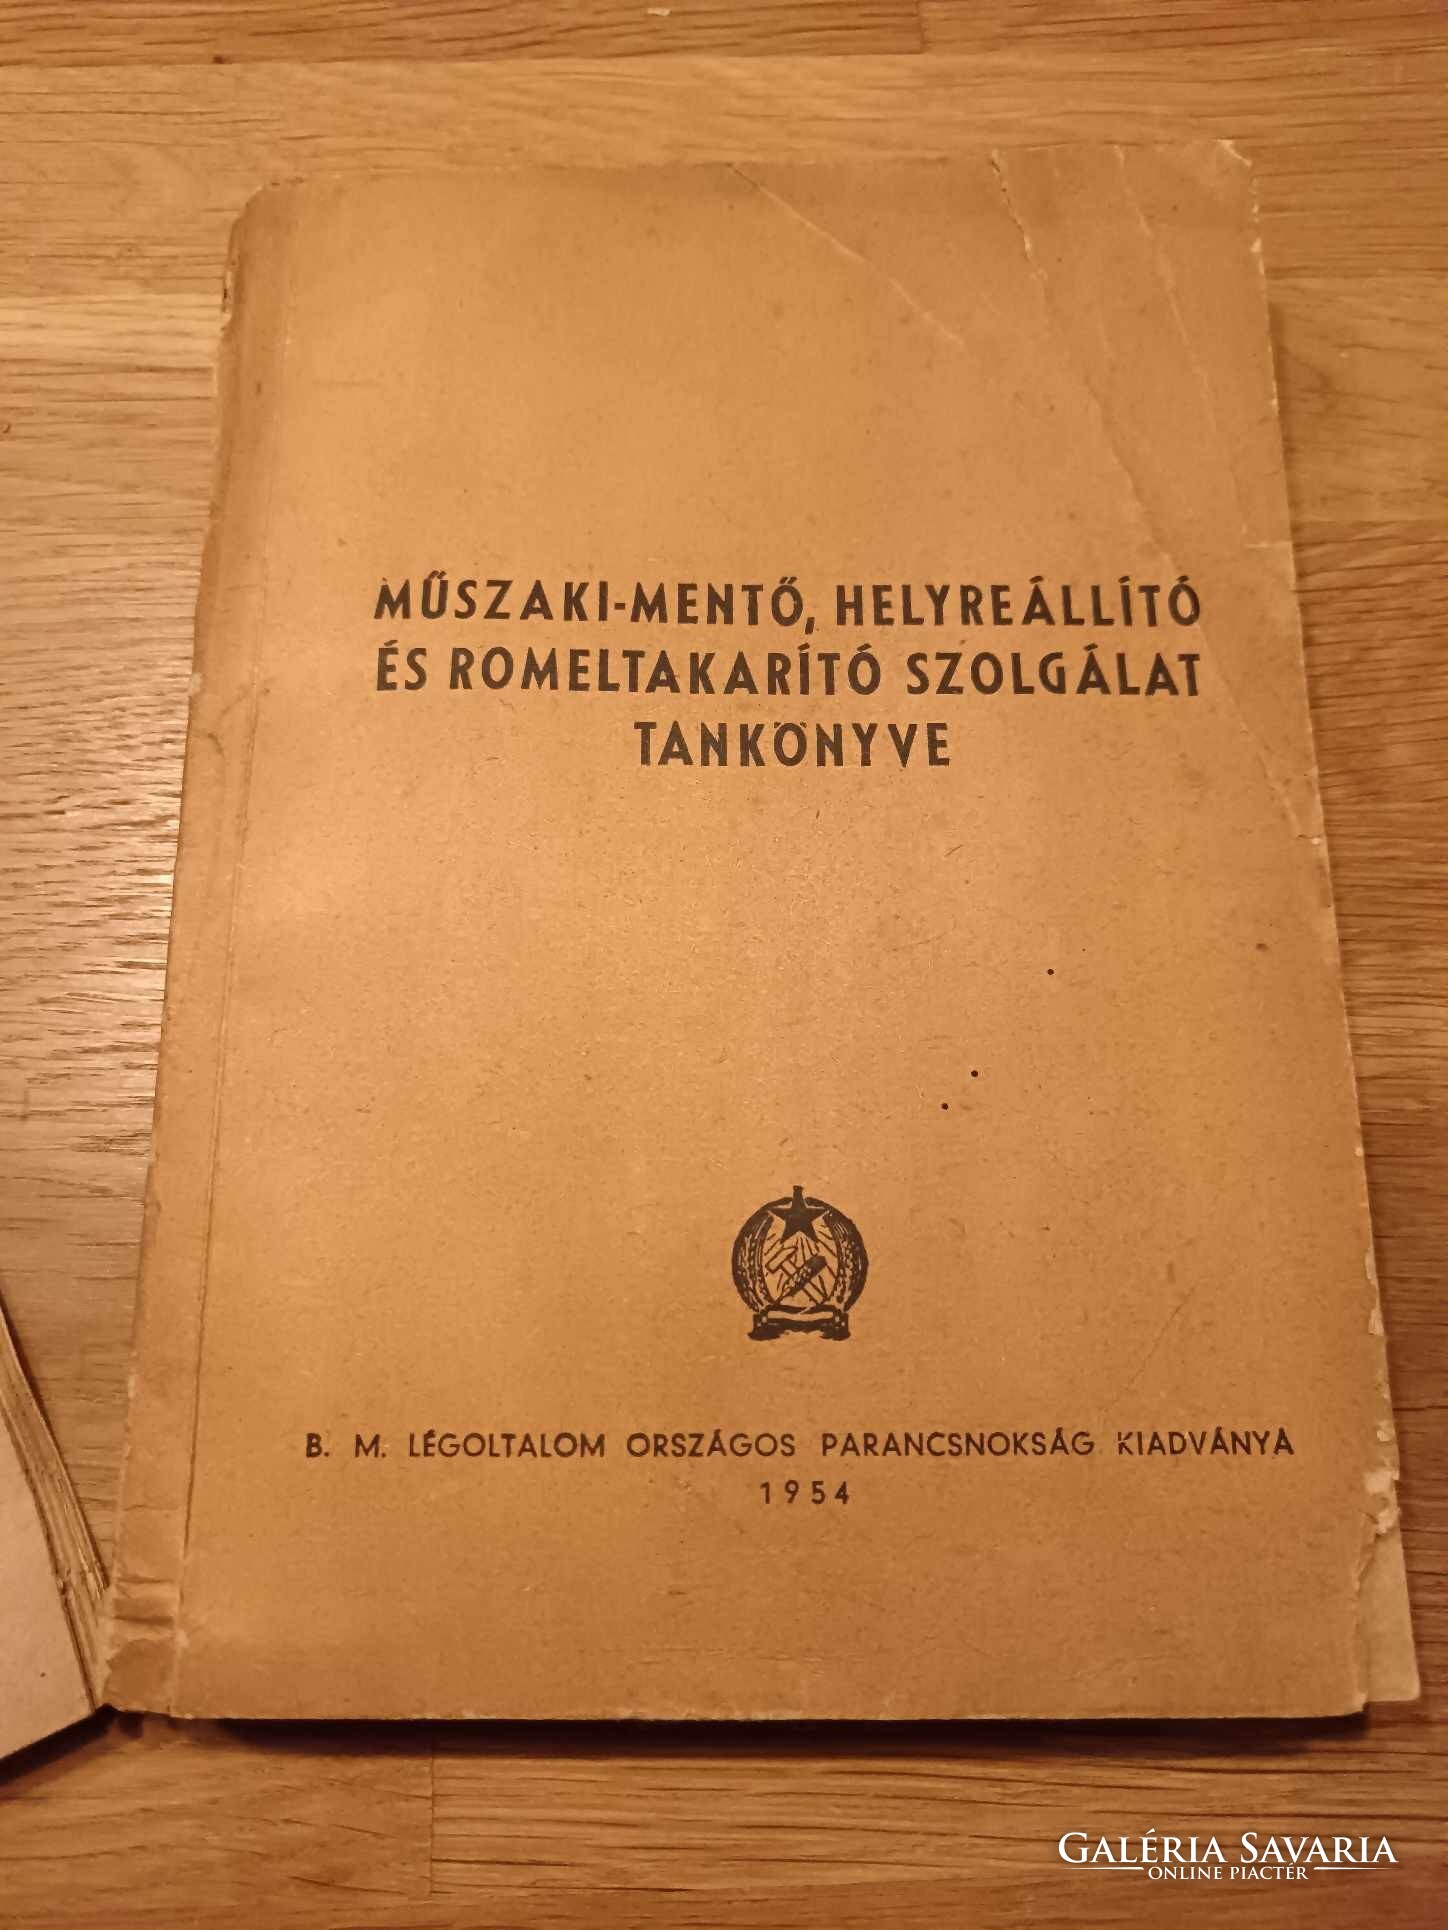 MŰSZAKI-MENTŐ, HELYREÁLLÍTÓ
ÉS ROMELTAKARÍTÓ SZOLGÁLAT
TANKÖNYVE
B. M. LÉGOLTALOM ORSZÁGOS PARANCSNOKSÁG KIADVÁNYA
1954
GALÉRIA SAVARIA
ONLINE PIACTÉR